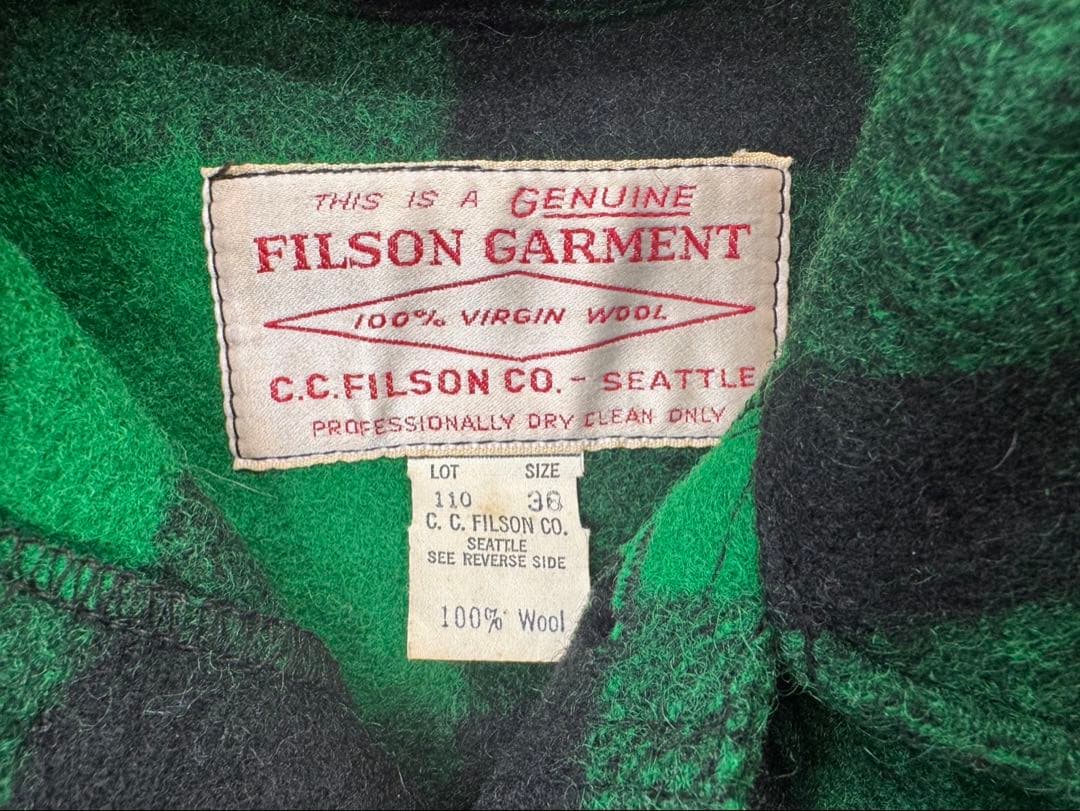 THIS IS A GENUINE
FILSON GARMENT
100% VIRGIN WOOL
C.C.FILSON CO. - SEATTLE
PROFESSIONALLY DRY CLEAN ONLY
LOT SIZE
110 38
C. C. FILSON CO.
SEATTLE
SEE REVERSE SIDE
100% Wool